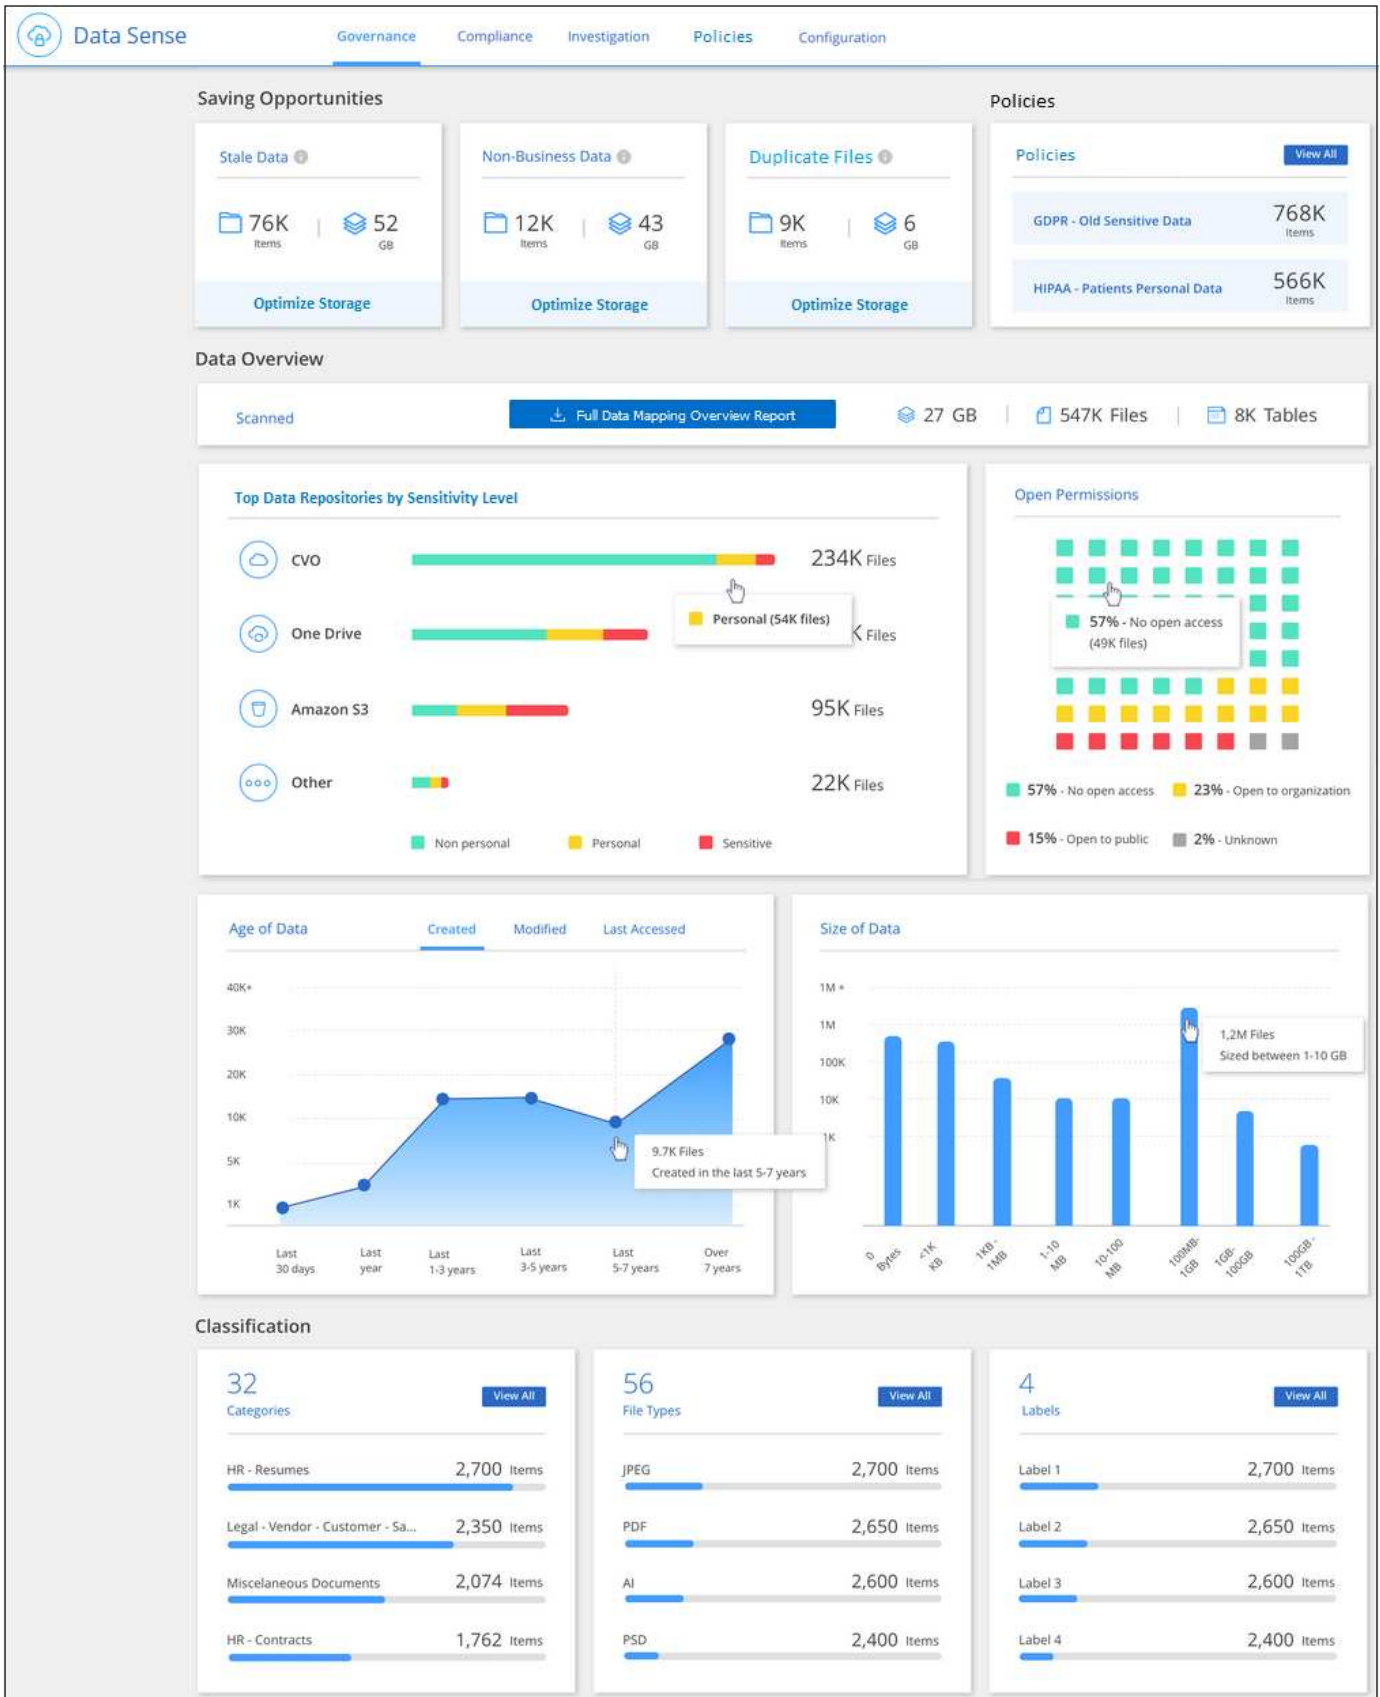 Data Sense
Governance Compliance Investigation Policies Configuration
Saving Opportunities
Policies
Stale Data
76K Items
52 GB
Optimize Storage
Non-Business Data
12K Items
43 GB
Optimize Storage
Duplicate Files
9K Items
6 GB
Optimize Storage
Policies
View All
GDPR - Old Sensitive Data
768K
Items
HIPAA - Patients Personal Data
566K
Items
Data Overview
Scanned
Full Data Mapping Overview Report
27 GB
547K Files
8K Tables
Top Data Repositories by Sensitivity Level
CVO
234K Files
Personal (54K files)
One Drive
K Files
Amazon S3
95K Files
Other
22K Files
Non personal
Personal
Sensitive
Open Permissions
57% - No open access
(49K files)
57% - No open access
23% - Open to organization
15% - Open to public
2% - Unknown
Age of Data
Created Modified Last Accessed
40K+
30K
20K
10K
5K
1K
9.7K Files
Created in the last 5-7 years
Last
30 days
Last
year
Last
1-3 years
Last
3-5 years
Last
5-7 years
Over
7 years
Size of Data
1M +
1M
100K
10K
1K
1,2M Files
Sized between 1-10 GB
0
Bytes
<1K
KB
1KB -
1MB
1-10
MB
10-100
MB
100MB-
1GB
1GB-
100GB
100GB -
1TB
Classification
32
Categories
View All
HR - Resumes 2,700 Items
Legal - Vendor - Customer - Sa... 2,350 Items
Miscelaneous Documents 2,074 Items
HR - Contracts 1,762 Items
56
File Types
View All
JPEG 2,700 Items
PDF 2,650 Items
AI 2,600 Items
PSD 2,400 Items
4
Labels
View All
Label 1 2,700 Items
Label 2 2,650 Items
Label 3 2,600 Items
Label 4 2,400 Items